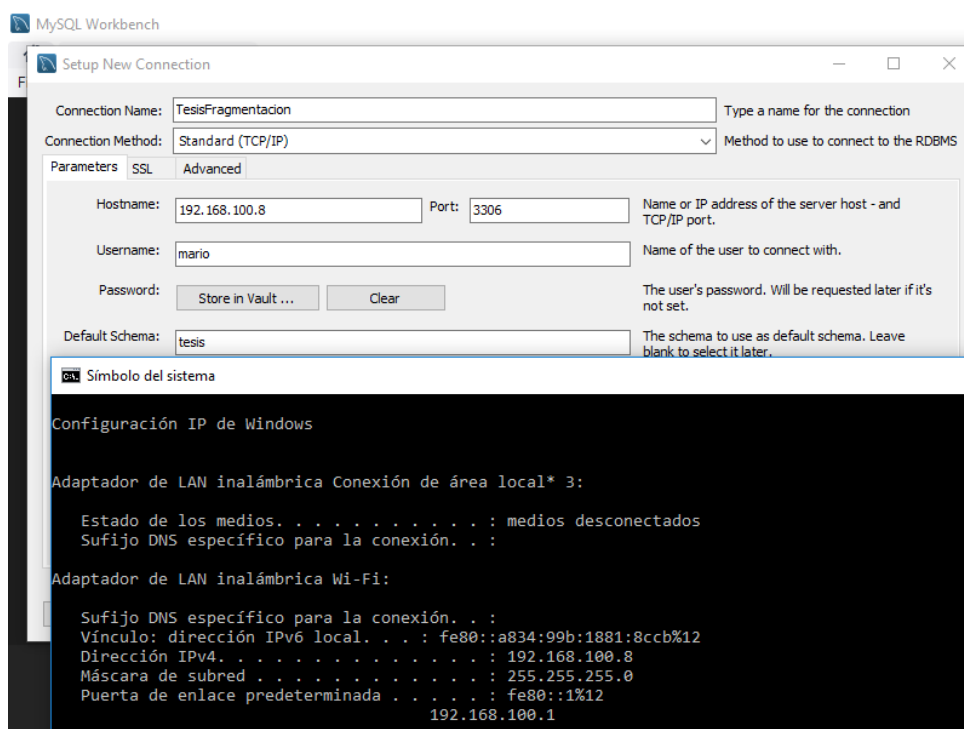 MySQL Workbench
Setup New Connection
F
Connection Name: TesisFragmentacion Type a name for the connection
Connection Method: Standard (TCP/IP) Method to use to connect to the RDBMS
Parameters SSL Advanced
Hostname: 192.168.100.8 Port: 3306 Name or IP address of the server host - and
TCP/IP port.
Username: mario Name of the user to connect with.
Password: Store in Vault ... Clear The user's password. Will be requested later if it's
not set.
Default Schema: tesis The schema to use as default schema. Leave
blank to select it later.
Símbolo del sistema
Configuración IP de Windows
Adaptador de LAN inalámbrica Conexión de área local* 3:
Estado de los medios. . . . . . . . . . . : medios desconectados
Sufijo DNS específico para la conexión. . :
Adaptador de LAN inalámbrica Wi-Fi:
Sufijo DNS específico para la conexión. . :
Vínculo: dirección IPv6 local. . . : fe80::a834:99b:1881:8ccb%12
Dirección IPv4. . . . . . . . . . . . . . : 192.168.100.8
Máscara de subred . . . . . . . . . . . . : 255.255.255.0
Puerta de enlace predeterminada . . . . . : fe80::1%12
192.168.100.1